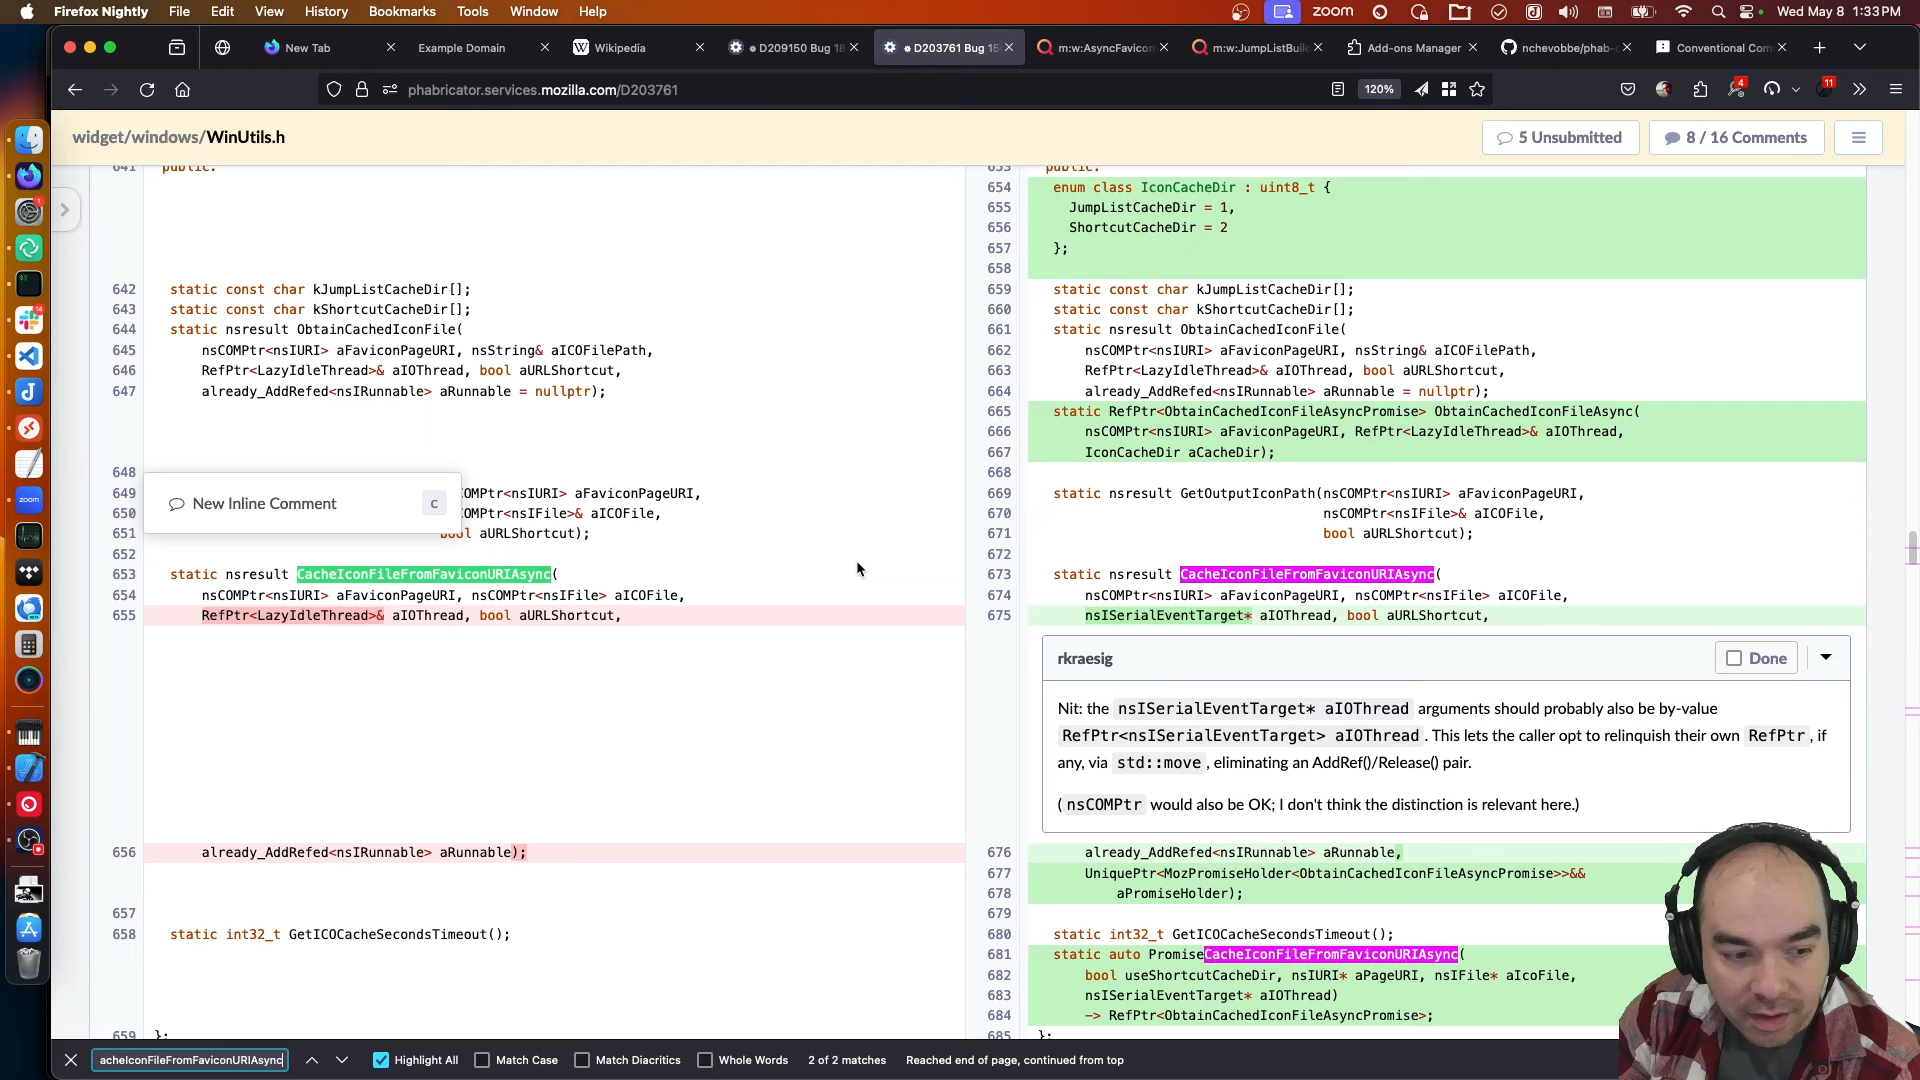 Firefox Nightly File Edit View History Bookmarks Tools Window Help zoom Wed May 8 1:33PM
New Tab Example Domain Wikipedia D209150 Bug 18 D203761 Bug 15 m:w:AsyncFavicon m:w:JumpListBuil Add-ons Manager nchevobbe/phab- Conventional Com
phabricator.services.mozilla.com/D203761 120% 4 11
widget/windows/WinUtils.h 5 Unsubmitted 8 / 16 Comments
641 public: 653 public:
654 enum class IconCacheDir : uint8_t {
655 JumpListCacheDir = 1,
656 ShortcutCacheDir = 2
657 };
658
642 static const char kJumpListCacheDir[]; 659 static const char kJumpListCacheDir[];
643 static const char kShortcutCacheDir[]; 660 static const char kShortcutCacheDir[];
644 static nsresult ObtainCachedIconFile( 661 static nsresult ObtainCachedIconFile(
645 nsCOMPtr<nsIURI> aFaviconPageURI, nsString& aICOFilePath, 662 nsCOMPtr<nsIURI> aFaviconPageURI, nsString& aICOFilePath,
646 RefPtr<LazyIdleThread>& aIOThread, bool aURLShortcut, 663 RefPtr<LazyIdleThread>& aIOThread, bool aURLShortcut,
647 already_AddRefed<nsIRunnable> aRunnable = nullptr); 664 already_AddRefed<nsIRunnable> aRunnable = nullptr);
665 static RefPtr<ObtainCachedIconFileAsyncPromise> ObtainCachedIconFileAsync(
666 nsCOMPtr<nsIURI> aFaviconPageURI, RefPtr<LazyIdleThread>& aIOThread,
667 IconCacheDir aCacheDir);
648 668
649 OMPtr<nsIURI> aFaviconPageURI, 669 static nsresult GetOutputIconPath(nsCOMPtr<nsIURI> aFaviconPageURI,
New Inline Comment C
650 OMPtr<nsIFile>& aICOFile, 670 nsCOMPtr<nsIFile>& aICOFile,
651 bool aURLShortcut); 671 bool aURLShortcut);
652 672
653 static nsresult CacheIconFileFromFaviconURIAsync( 673 static nsresult CacheIconFileFromFaviconURIAsync(
654 nsCOMPtr<nsIURI> aFaviconPageURI, nsCOMPtr<nsIFile> aICOFile, 674 nsCOMPtr<nsIURI> aFaviconPageURI, nsCOMPtr<nsIFile> aICOFile,
655 RefPtr<LazyIdleThread>& aIOThread, bool aURLShortcut, 675 nsISerialEventTarget* aIOThread, bool aURLShortcut,
rkraesig Done
Nit: the nsISerialEventTarget* aIOThread arguments should probably also be by-value
RefPtr<nsISerialEventTarget> aIOThread . This lets the caller opt to relinquish their own RefPtr , if
any, via std::move , eliminating an AddRef()/Release() pair.
( nsCOMPtr would also be OK; I don't think the distinction is relevant here.)
656 already_AddRefed<nsIRunnable> aRunnable); 676 already_AddRefed<nsIRunnable> aRunnable,
677 UniquePtr<MozPromiseHolder<ObtainCachedIconFileAsyncPromise>>&&
678 aPromiseHolder);
657 679
658 static int32_t GetICOCacheSecondsTimeout(); 680 static int32_t GetICOCacheSecondsTimeout();
681 static auto PromiseCacheIconFileFromFaviconURIAsync(
682 bool useShortcutCacheDir, nsIURI* aPageURI, nsIFile* aIcoFile,
683 nsISerialEventTarget* aIOThread)
684 -> RefPtr<ObtainCachedIconFileAsyncPromise>;
659 }; 685 };
acheIconFileFromFaviconURIAsync Highlight All Match Case Match Diacritics Whole Words 2 of 2 matches Reached end of page, continued from top